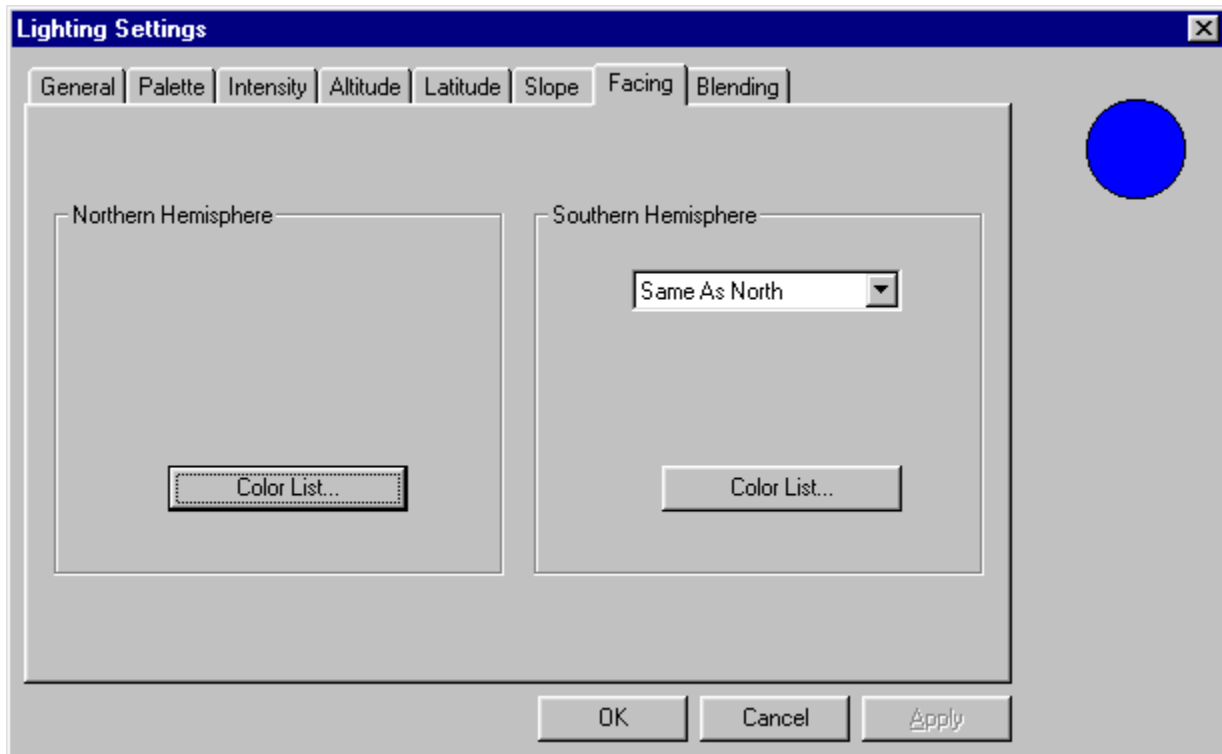 Lighting Settings
General Palette Intensity Altitude Latitude Slope Facing Blending
Northern Hemisphere
Color List...
Southern Hemisphere
Same As North
Color List...
OK Cancel Apply